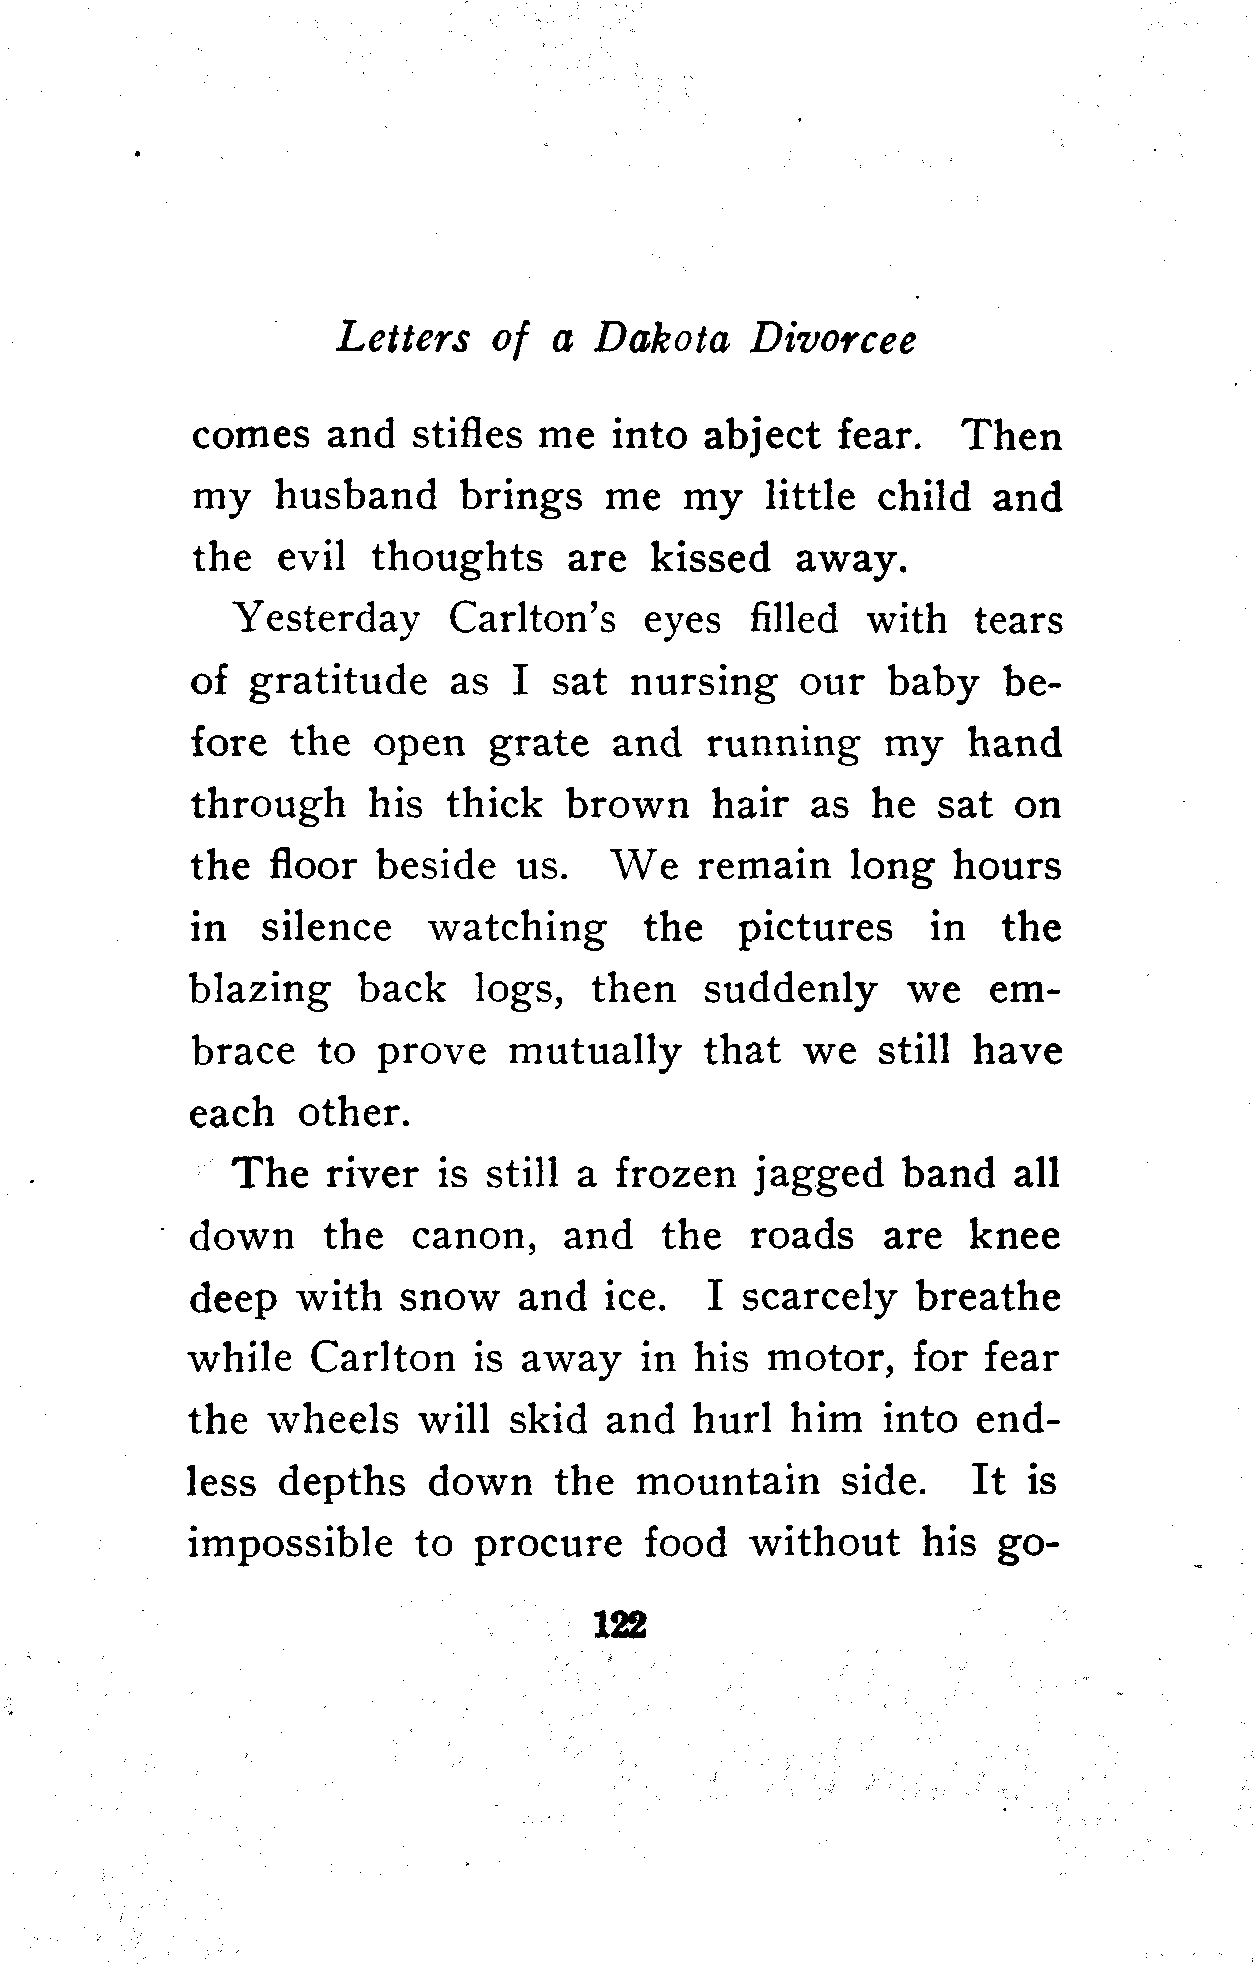 Letters of a Dakota Divorcee
comes and stifles me into abject fear. Then
my husband brings me my little child and
the evil thoughts are kissed away.
Yesterday Carlton's eyes filled with tears
of gratitude as I sat nursing our baby be-
fore the open grate and running my hand
through his thick brown hair as he sat on
the floor beside us. We remain long hours
in silence watching the pictures in the
blazing back logs, then suddenly we em-
brace to prove mutually that we still have
each other.
The river is still a frozen jagged band all
down the canon, and the roads are knee
deep with snow and ice. I scarcely breathe
while Carlton is away in his motor, for fear
the wheels will skid and hurl him into end-
less depths down the mountain side. It is
impossible to procure food without his go-
122